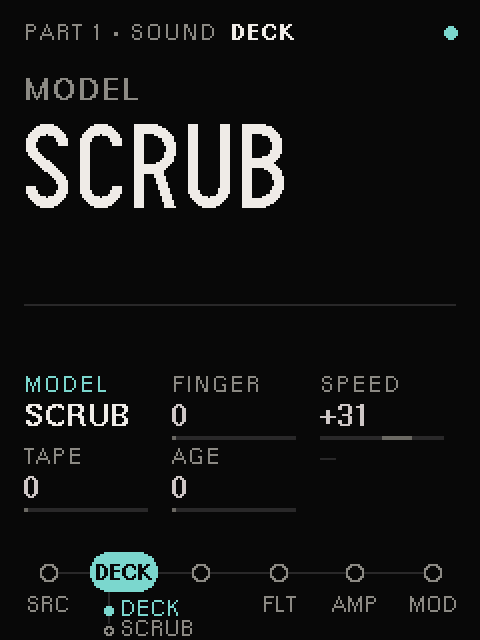 PART 1 · SOUND DECK
MODEL
SCRUB
MODEL FINGER SPEED
SCRUB 0 +31
TAPE AGE —
0 0
DECK
SRC FLT AMP MOD
DECK
SCRUB